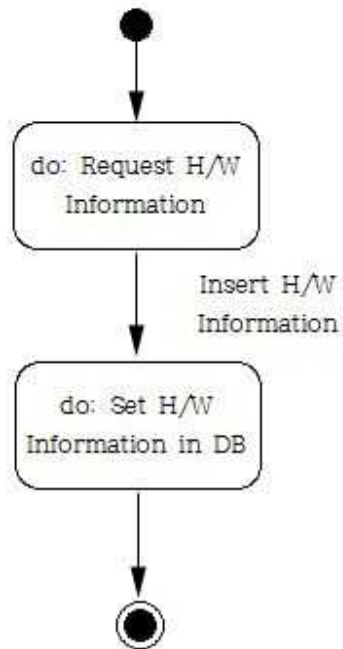 do: Request H/W
Information
Insert H/W
Information
do: Set H/W
Information in DB